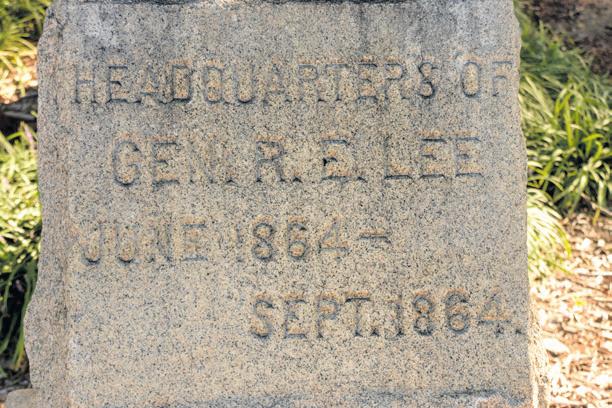 HEADQUARTERS OF
GEN. R. E. LEE
JUNE 1864 –
SEPT. 1864.